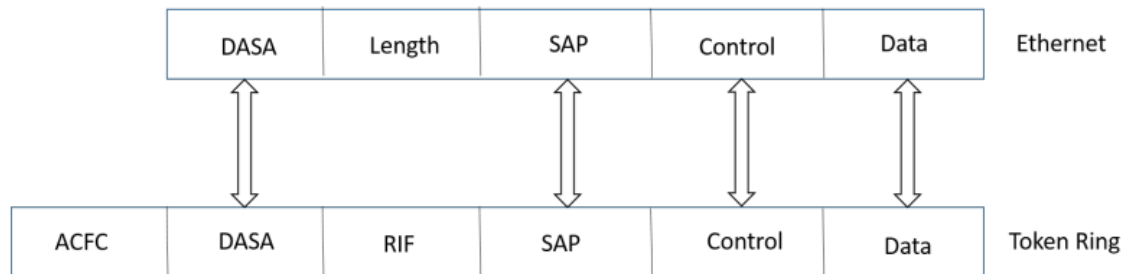 DASA Length SAP Control Data Ethernet
ACFC DASA RIF SAP Control Data Token Ring